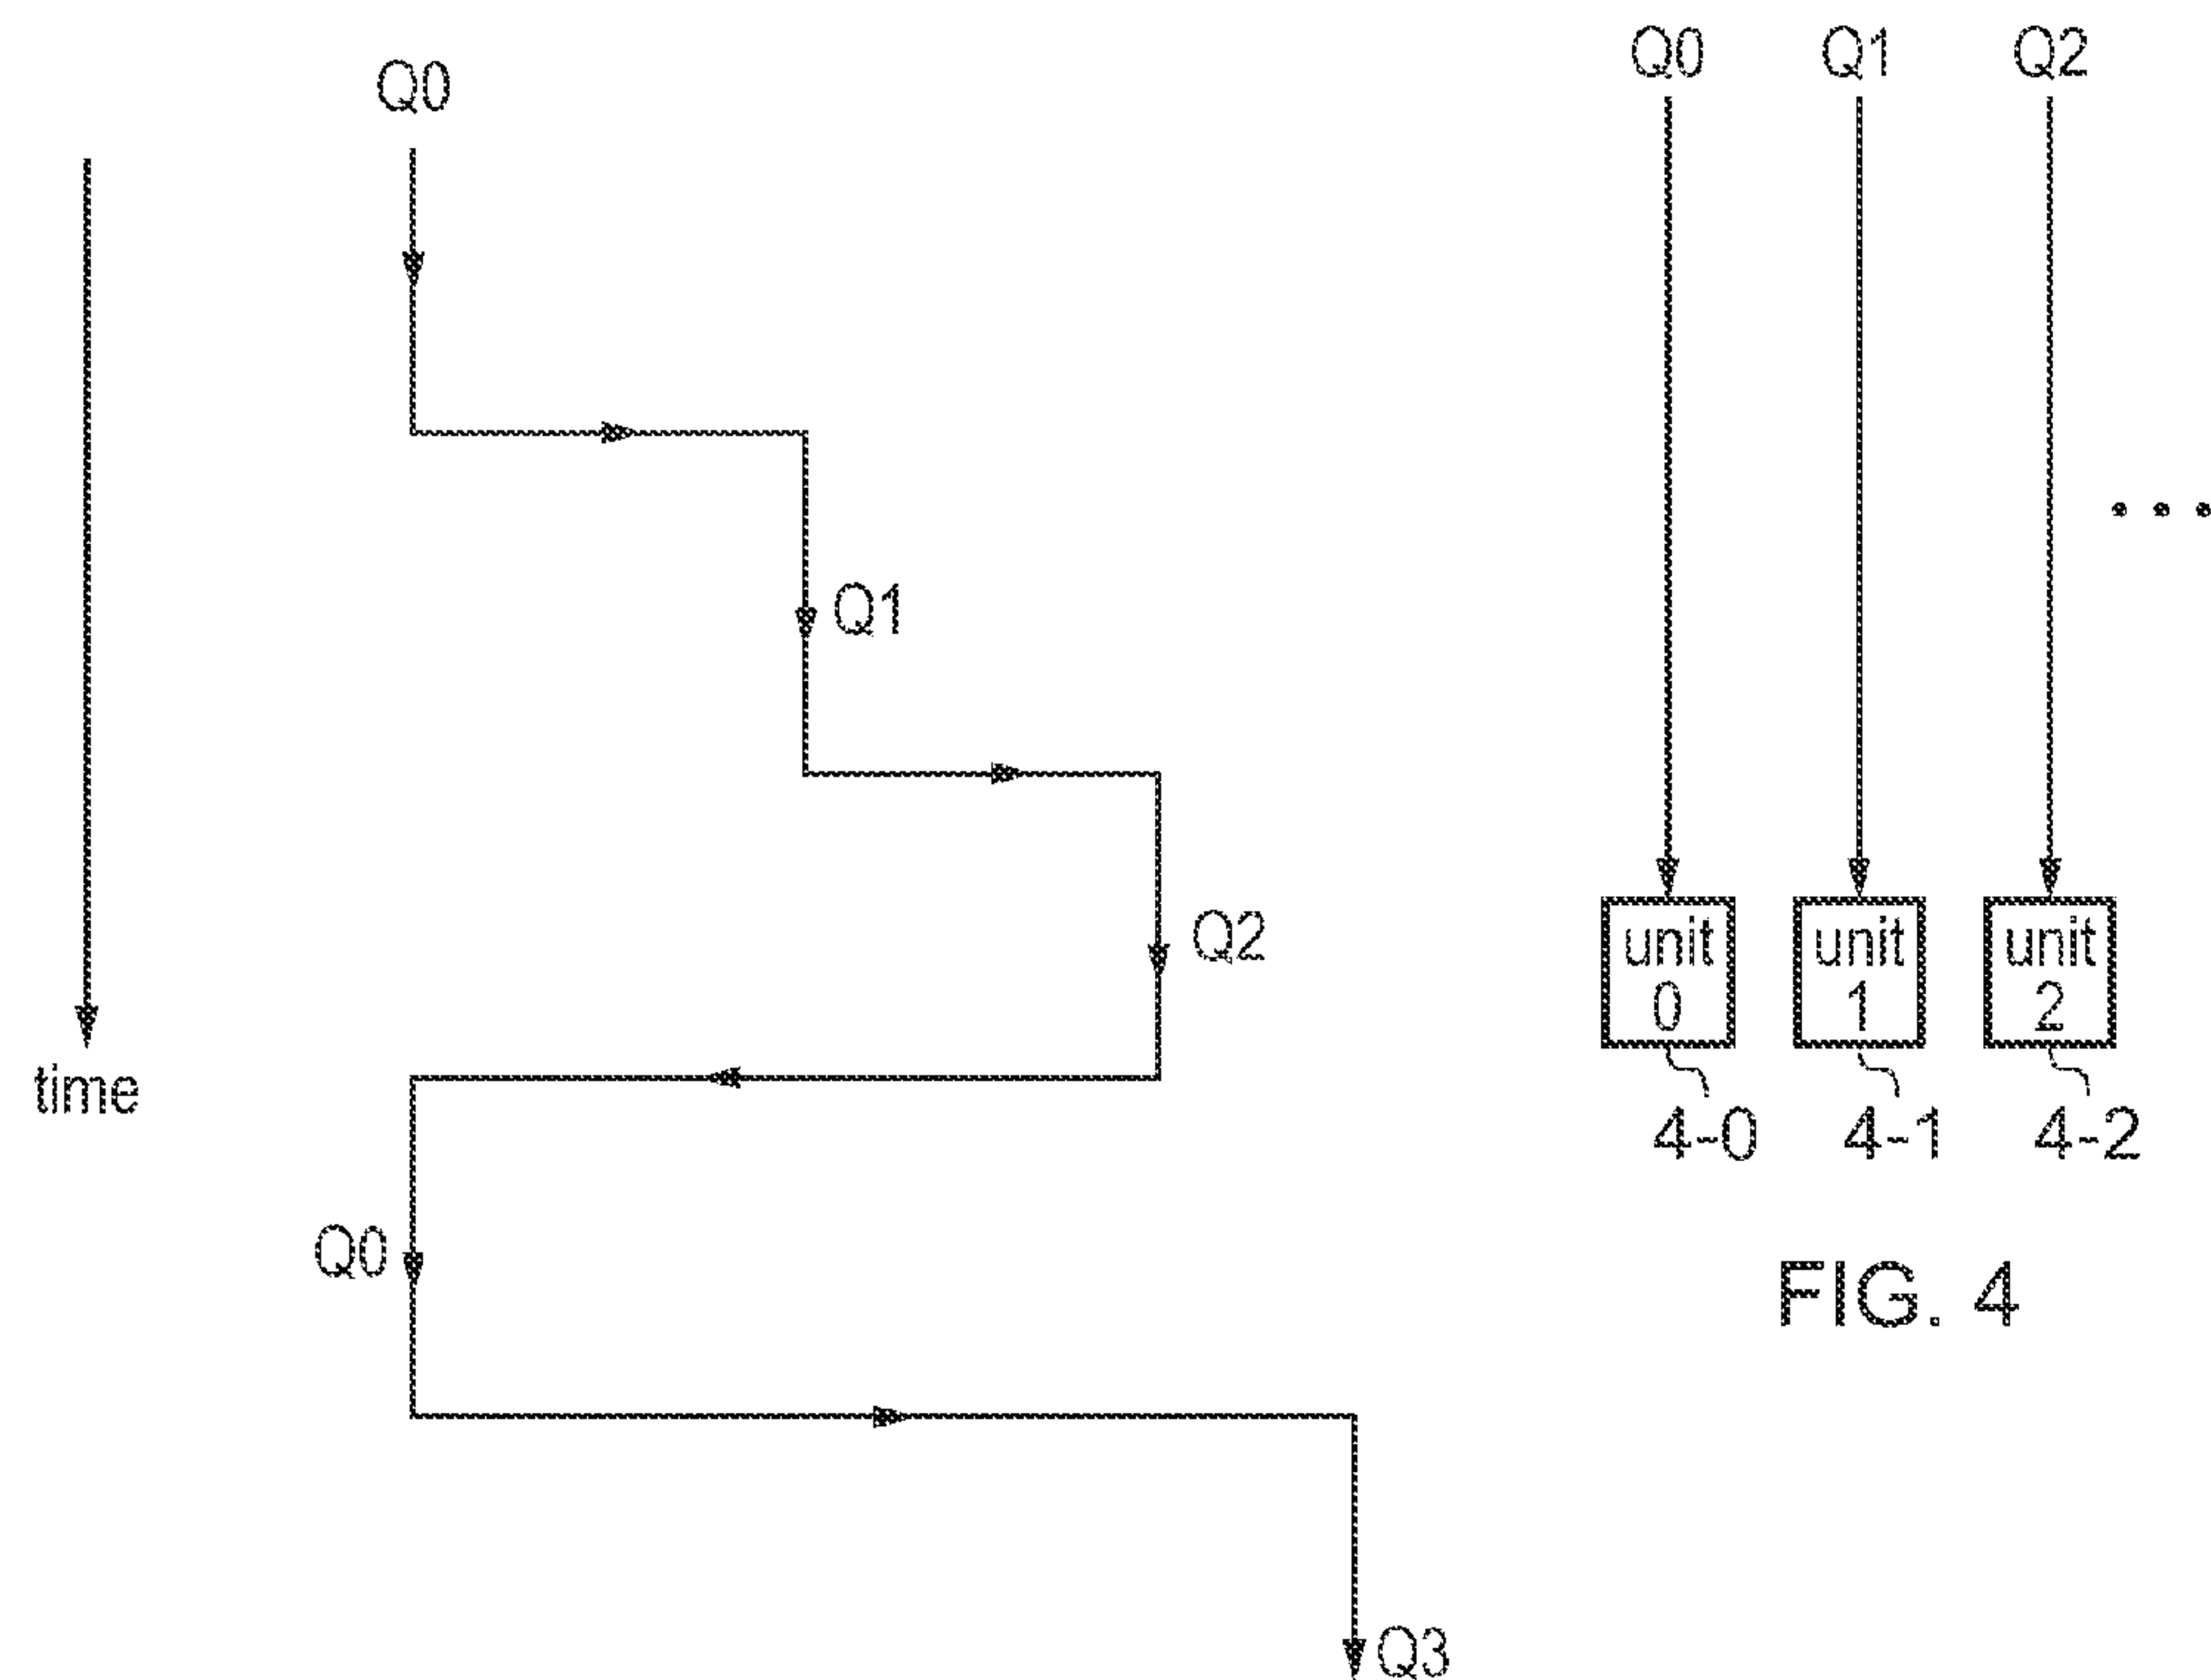 Q0
Q1
Q2
Q0
Q3
time
Q0 Q1 Q2
...
unit 0
unit 1
unit 2
4-0 4-1 4-2
FIG. 4